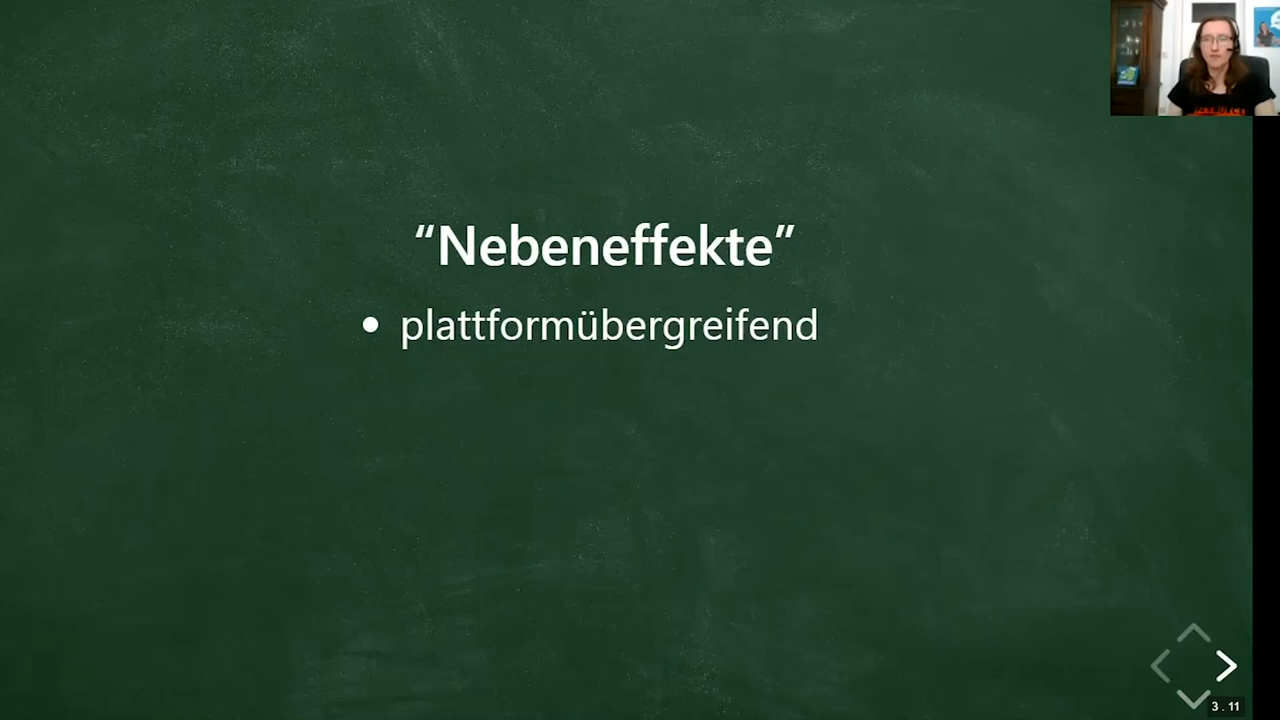 “Nebeneffekte”
• plattformübergreifend
3 . 11